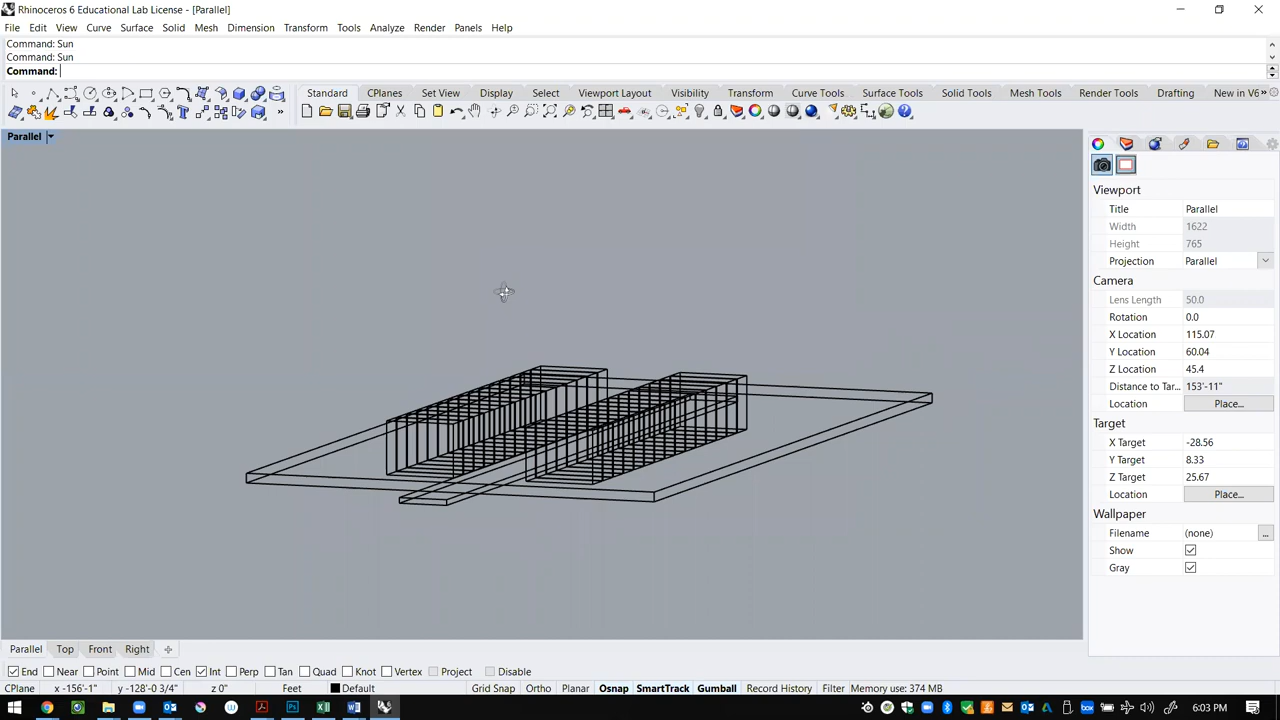 Rhinoceros 6 Educational Lab License - [Parallel]
File Edit View Curve Surface Solid Mesh Dimension Transform Tools Analyze Render Panels Help
Command: Sun
Command: Sun
Command:
Standard CPlanes Set View Display Select Viewport Layout Visibility Transform Curve Tools Surface Tools Solid Tools Mesh Tools Render Tools Drafting New in V6
Parallel
Viewport
Title Parallel
Width 1622
Height 765
Projection Parallel
Camera
Lens Length 50.0
Rotation 0.0
X Location 115.07
Y Location 60.04
Z Location 45.4
Distance to Tar... 153'-11"
Location Place...
Target
X Target -28.56
Y Target 8.33
Z Target 25.67
Location Place...
Wallpaper
Filename (none) ...
Show
Gray
Parallel Top Front Right
End Near Point Mid Cen Int Perp Tan Quad Knot Vertex Project Disable
CPlane x -156'-1" y -128'-0 3/4" z 0" Feet Default Grid Snap Ortho Planar Osnap SmartTrack Gumball Record History Filter Memory use: 374 MB
6:03 PM